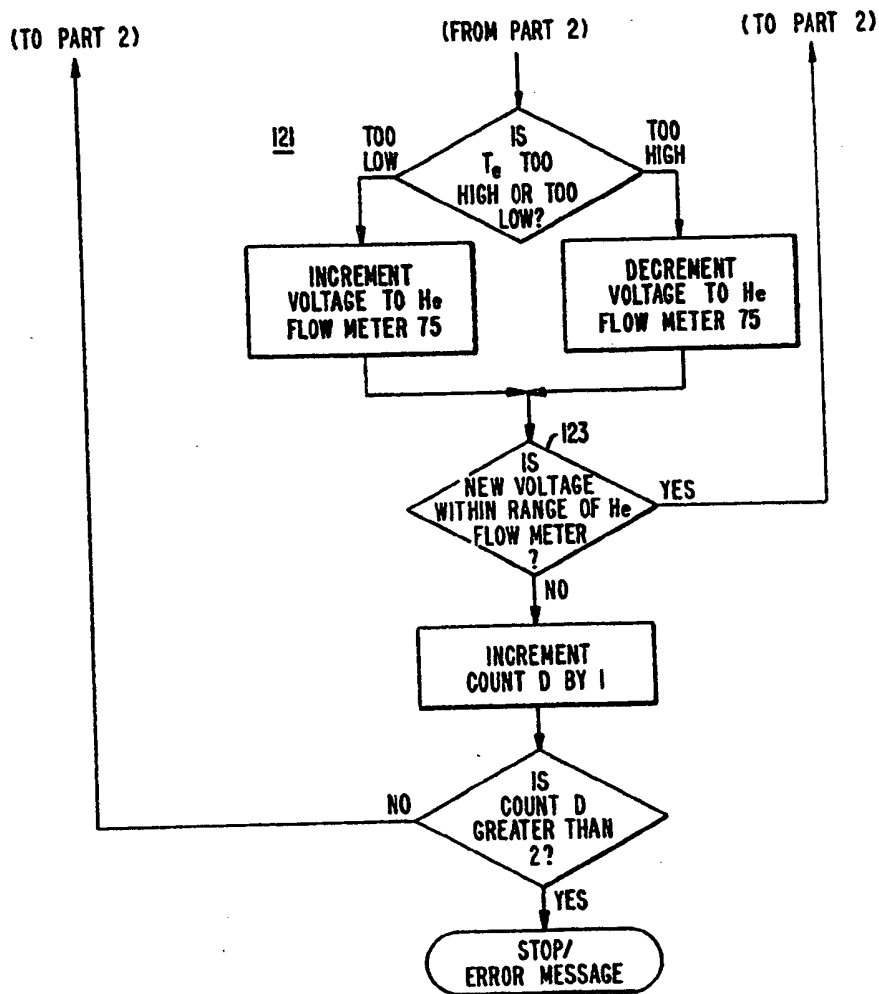 (TO PART 2)
(FROM PART 2)
(TO PART 2)
121
TOO
LOW
IS
Te TOO
HIGH OR TOO
LOW?
TOO
HIGH
INCREMENT
VOLTAGE TO He
FLOW METER 75
DECREMENT
VOLTAGE TO He
FLOW METER 75
123
IS
NEW VOLTAGE
WITHIN RANGE OF He
FLOW METER
?
YES
NO
INCREMENT
COUNT D BY 1
IS
COUNT D
GREATER THAN
2?
NO
YES
STOP/
ERROR MESSAGE